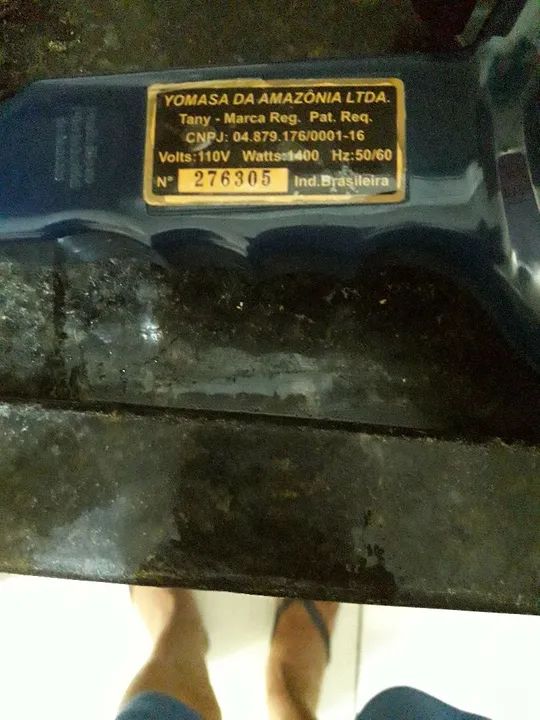 YOMASA DA AMAZÔNIA LTDA.
Tany - Marca Reg. Pat. Req.
CNPJ: 04.879.176/0001-16
Volts:110V Watts:1400 Hz:50/60
Nº 276305 Ind.Brasileira